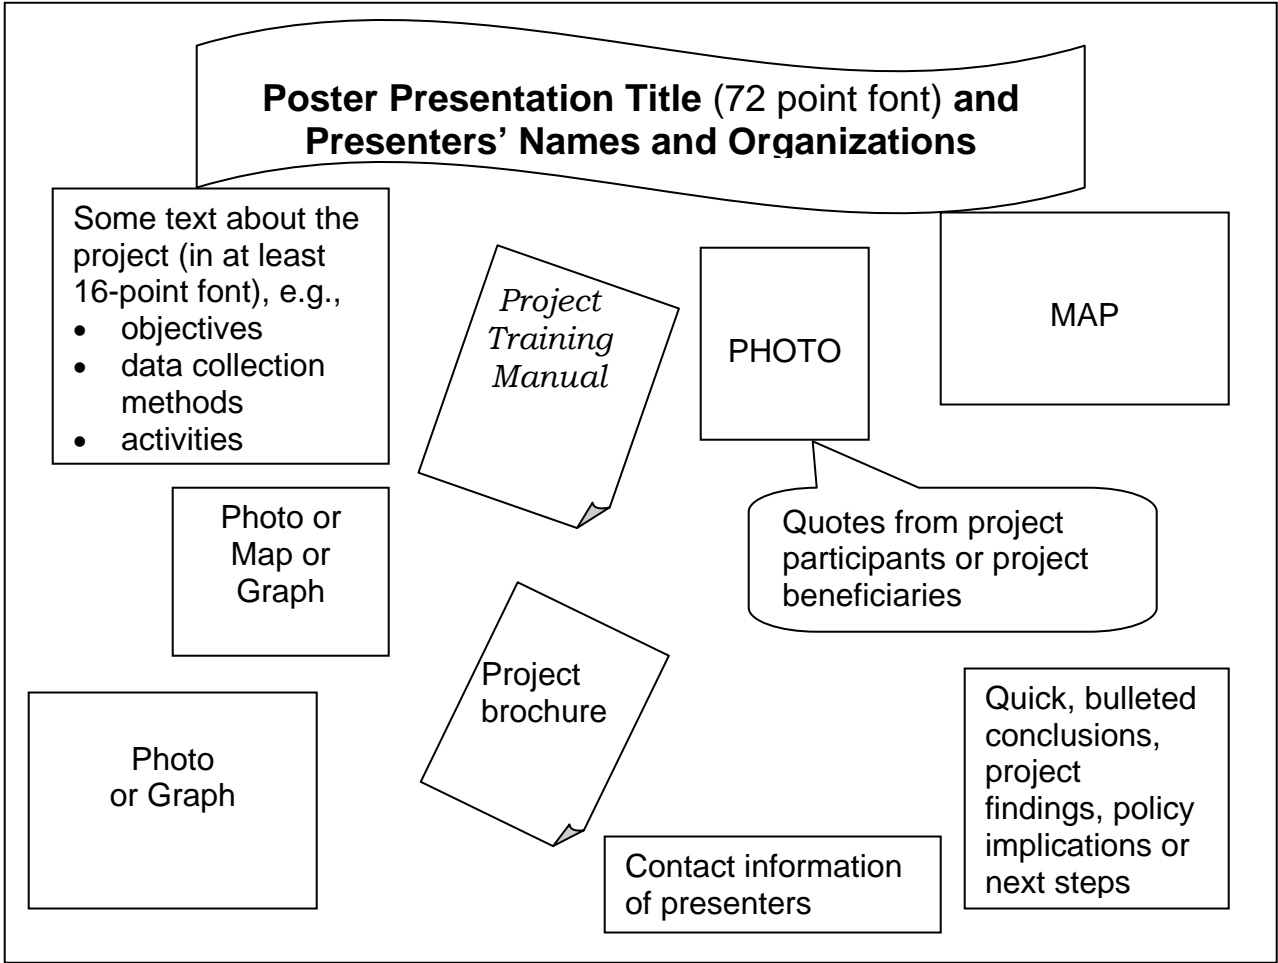 Poster Presentation Title (72 point font) and
Presenters’ Names and Organizations
Some text about the
project (in at least
16-point font), e.g.,
• objectives
• data collection
methods
• activities
Project
Training
Manual
PHOTO
MAP
Photo or
Map or
Graph
Quotes from project
participants or project
beneficiaries
Project
brochure
Photo
or Graph
Quick, bulleted
conclusions,
project
findings, policy
implications or
next steps
Contact information
of presenters